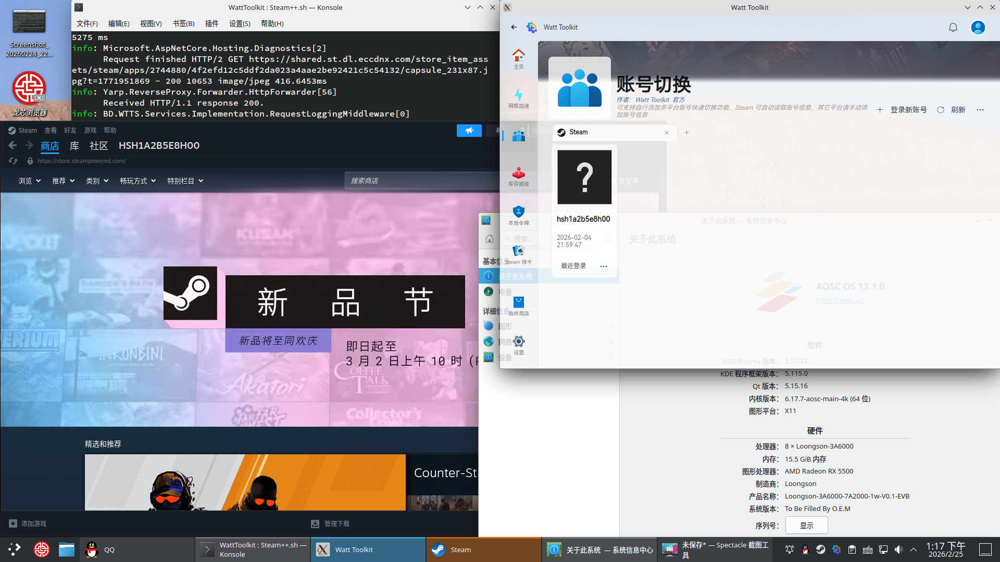 Screenshot_
20260224_22...
龙芯浏览器
WattToolkit : Steam++.sh — Konsole
文件(F)
编辑(E)
视图(V)
书签(B)
插件
设置(S)
帮助(H)
5275 ms
info: Microsoft.AspNetCore.Hosting.Diagnostics[2]
Request finished HTTP/2 GET https://shared.st.dl.eccdnx.com/store_item_ass
ets/steam/apps/2744880/4f2efd12c5ddf2da023a4aae2be92421c5c54132/capsule_231x87.j
pg?t=1771951869 - 200 10653 image/jpeg 416.6453ms
info: Yarp.ReverseProxy.Forwarder.HttpForwarder[56]
Received HTTP/1.1 response 200.
info: BD.WTTS.Services.Implementation.RequestLoggingMiddleware[0]
Steam
查看
好友
游戏
帮助
商店
库
社区
HSH1A2B5E8H00
https://store.steampowered.com/
浏览
推荐
类别
畅玩方式
特别栏目
搜索商店
愿望单
KUSAN
KONBINI
Akatori
COFFEE
TALK
Collector's
新品节
新品将至同欢庆
即日起至
3 月 2 日上午 10 时 (
精选和推荐
Counter-St
添加游戏
管理下载
Watt Toolkit
Watt Toolkit
主页
网络加速
库存游戏
本地令牌
Steam 挂卡
插件商店
设置
账号切换
作者: Watt Toolkit 官方
可支持自行添加多平台账号快速切换功能，Steam 可自动读取账号信息，其它平台请手动添
加账号信息
登录新账号
刷新
Steam
hsh1a2b5e8h00
2026-02-04
21:59:47
最近登录
关于此系统 — 系统信息中心
搜索...
关于此系统
基本信息
关于此系统
电量
详细信息
图形
网络
设备
AOSC OS 13.1.0
https://aosc.io/
软件
KDE Plasma 版本: 5.27.12
KDE 程序框架版本: 5.115.0
Qt 版本: 5.15.16
内核版本: 6.17.7-aosc-main-4k (64 位)
图形平台: X11
硬件
处理器: 8 × Loongson-3A6000
内存: 15.5 GiB 内存
图形处理器: AMD Radeon RX 5500
制造商: Loongson
产品名称: Loongson-3A6000-7A2000-1w-V0.1-EVB
系统版本: To Be Filled By O.E.M
序列号: 显示
QQ
WattToolkit : Steam++.sh —
Konsole
Watt Toolkit
Steam
关于此系统 — 系统信息中心
未保存* — Spectacle 截图工
具
1:17 下午
2026/2/25